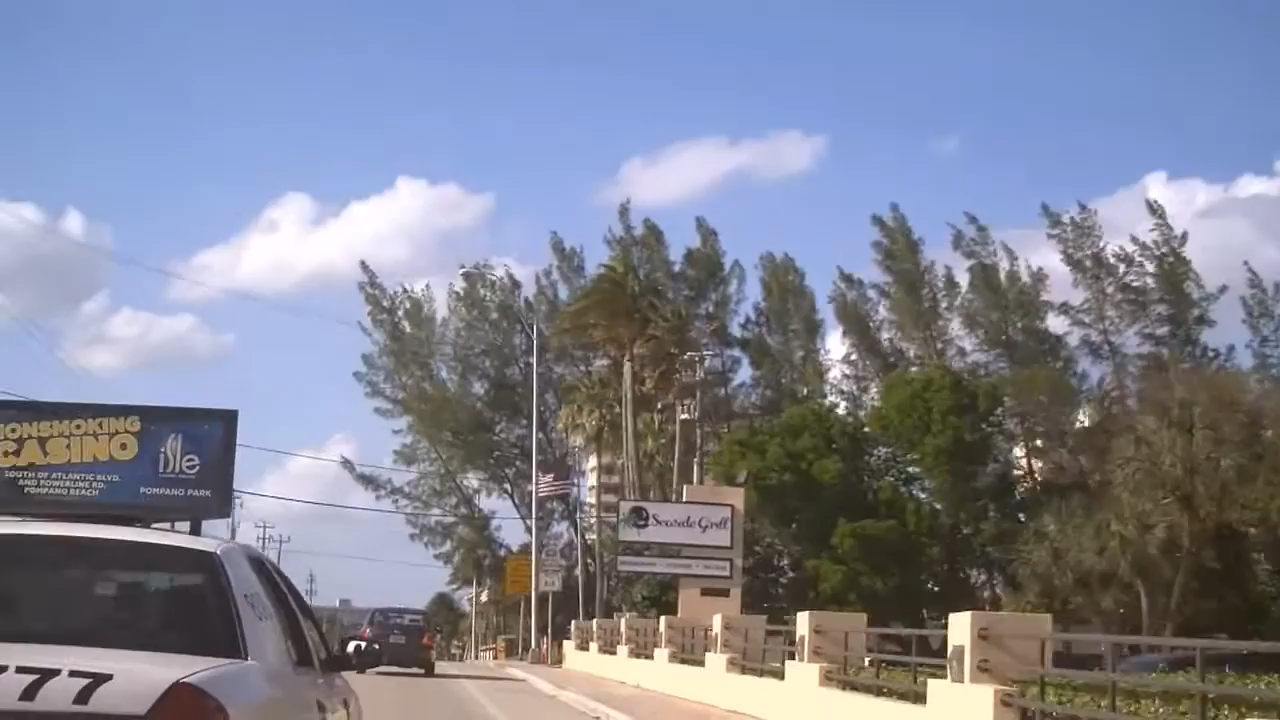 NONSMOKING
CASINO
SOUTH OF ATLANTIC BLVD.
AND POWERLINE RD.
POMPANO BEACH
isle
POMPANO PARK
Seaside Grill
777